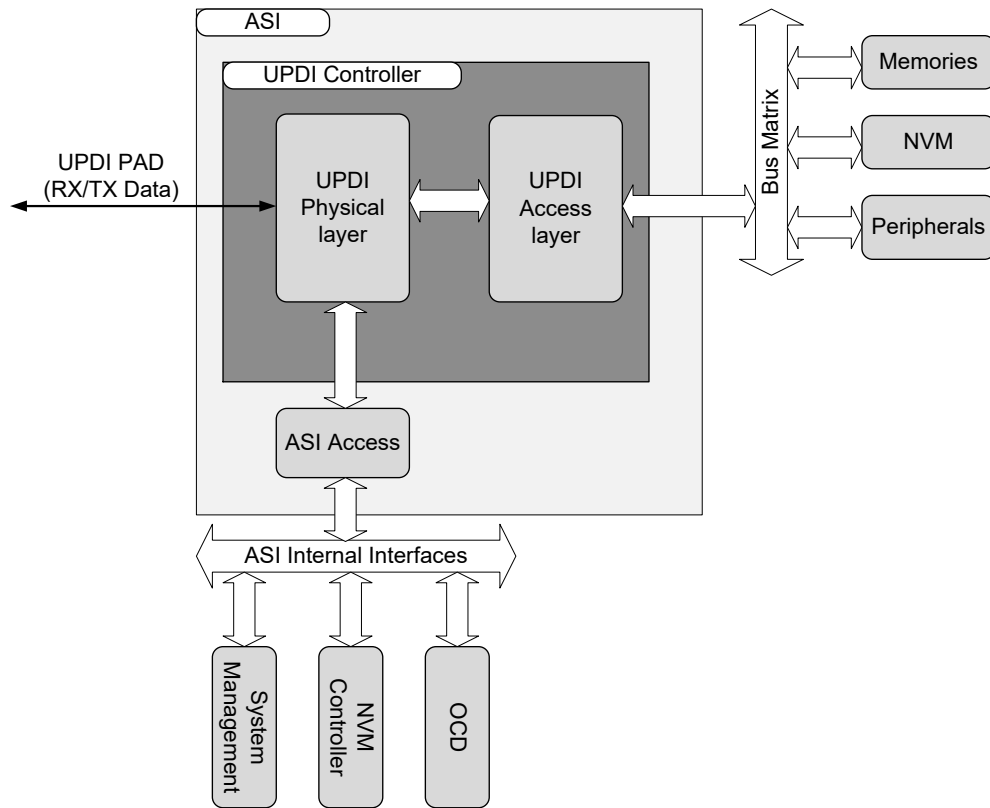 ASI
UPDI Controller
UPDI PAD
(RX/TX Data)
UPDI
Physical
layer
UPDI
Access
layer
Bus Matrix
Memories
NVM
Peripherals
ASI Access
ASI Internal Interfaces
System
Management
NVM
Controller
OCD